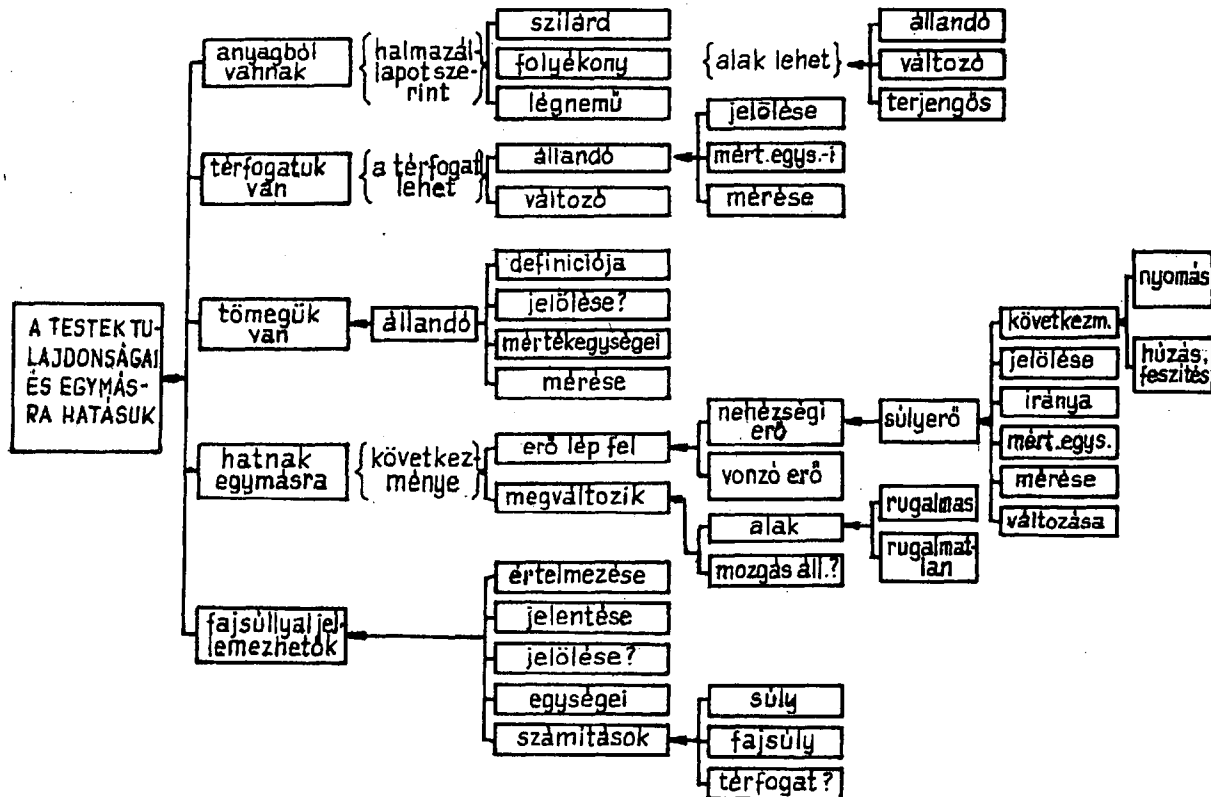 A TESTEK TU-
LAJDONSÁGAI
ÉS EGYMÁS-
RA HATÁSUK
anyagból
vannak
{halmazál-
lapot sze-
rint}
szilárd
folyékony
légnemű
{alak lehet}
állandó
változó
terjengős
térfogatuk
van
{a térfogat
lehet}
állandó
változó
jelölése
mért.egys.-i
mérése
tömegük
van
állandó
definiciója
jelölése?
mértékegységei
mérése
hatnak
egymásra
{következ-
ménye}
erő lép fel
megváltozik
nehézségi
erő
vonzó erő
súlyerő
következm.
jelölése
iránya
mért.egys.
mérése
változása
nyomás
húzás,
feszítés
alak
mozgás áll.?
rugalmas
rugalmat-
lan
fajsúllyal jel-
lemezhetők
értelmezése
jelentése
jelölése?
egységei
számítások
súly
fajsúly
térfogat?